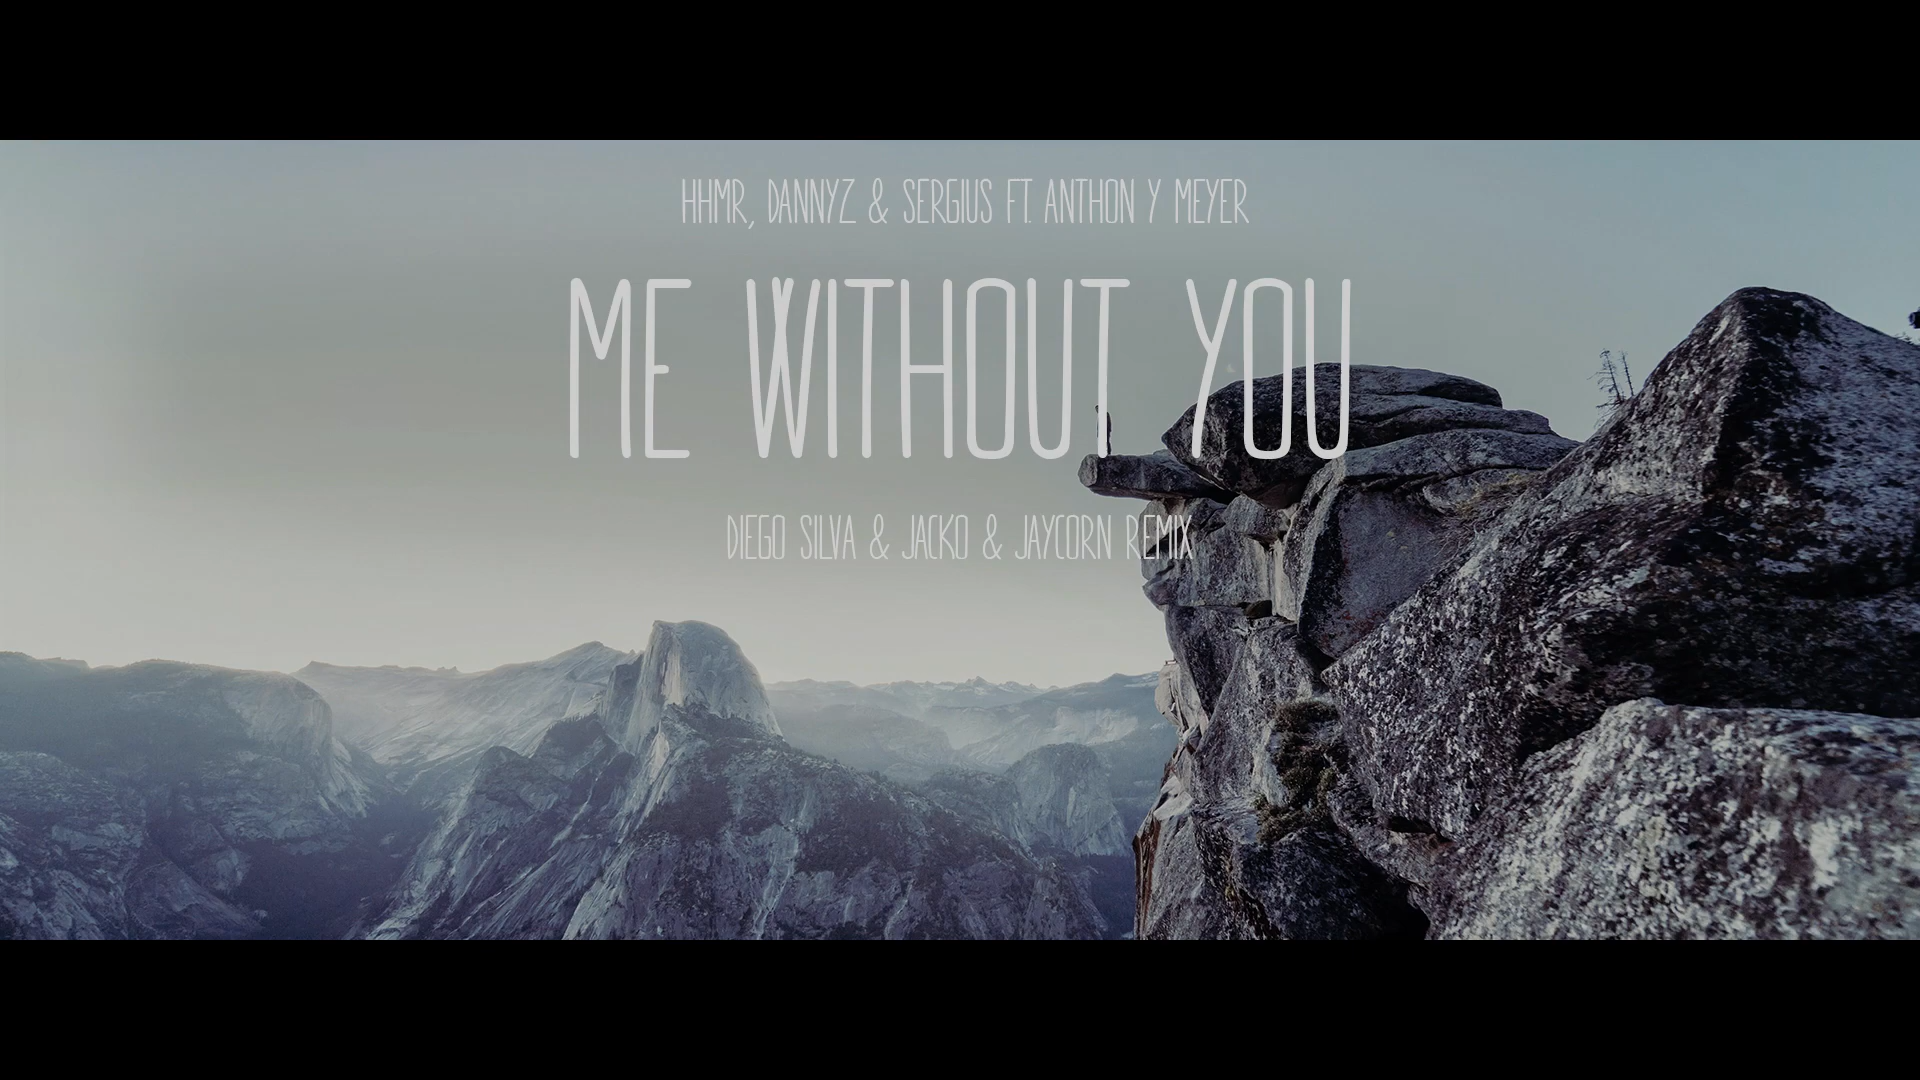 HHMR, DANNYZ & SERGIUS FT. ANTHON Y MEYER
ME WITHOUT YOU
DIEGO SILVA & JACKO & JAYCORN REMIX